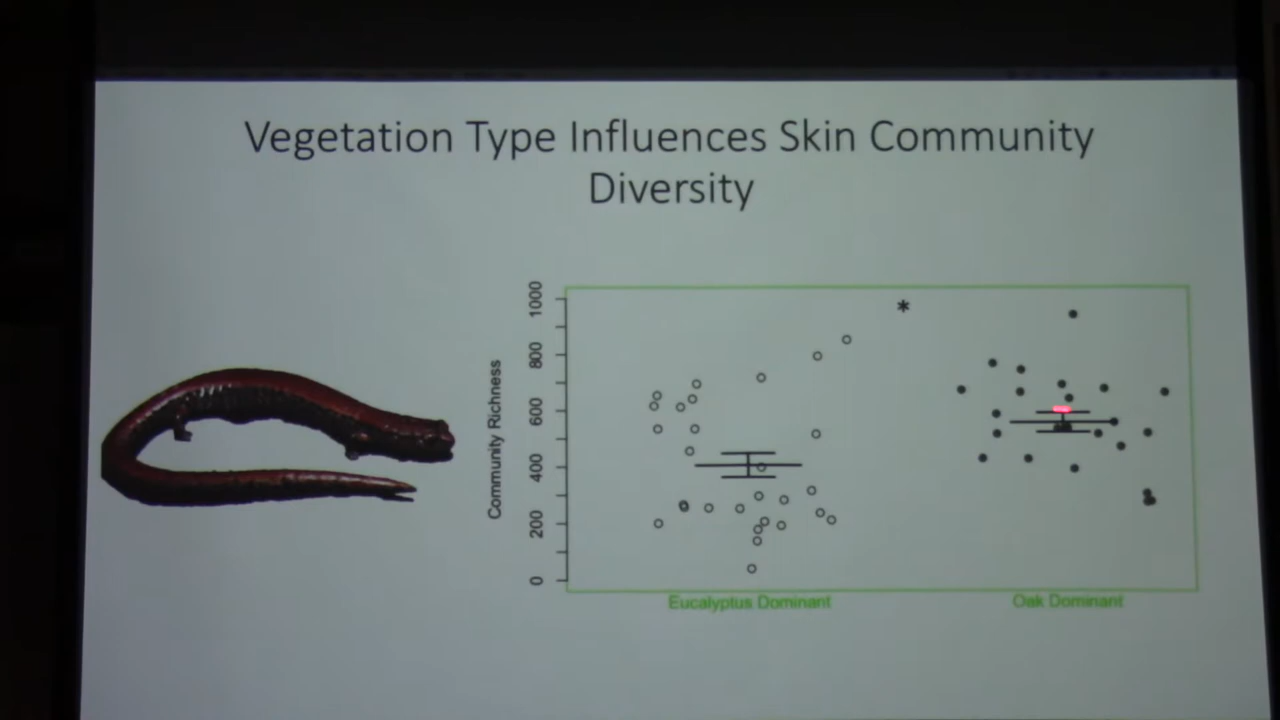 Vegetation Type Influences Skin Community
Diversity
*
Community Richness
1000
800
600
400
200
0
Eucalyptus Dominant
Oak Dominant